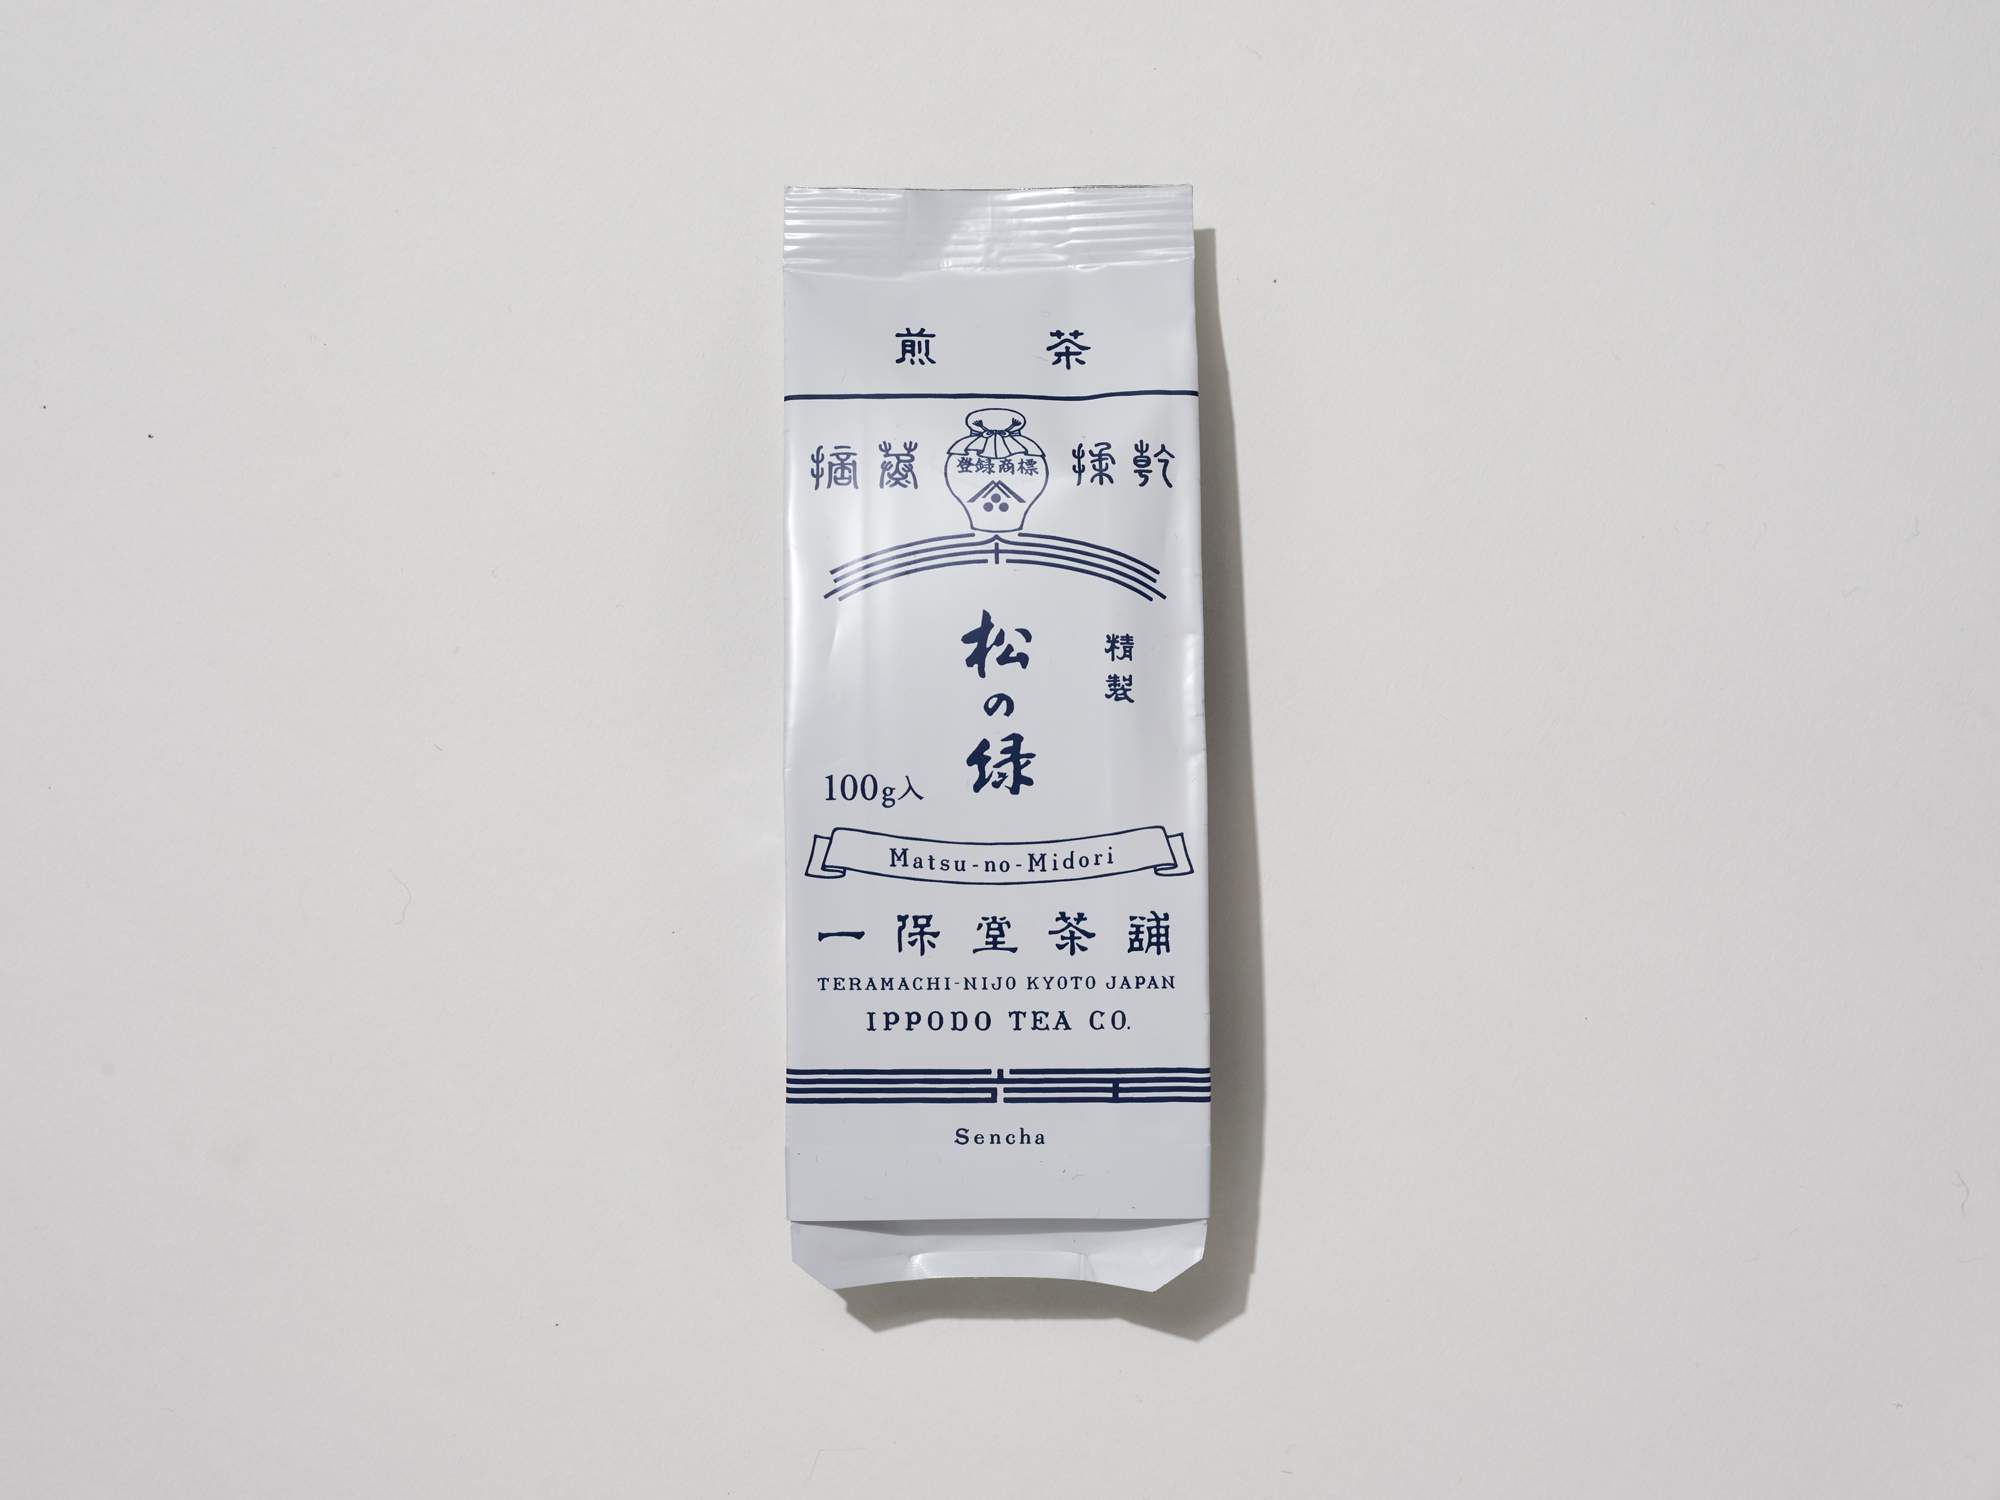 煎茶
摘蒸 揉乾
登録商標
精製
松の緑
100g入
Matsu-no-Midori
一保堂茶舗
TERAMACHI-NIJO KYOTO JAPAN
IPPODO TEA CO.
Sencha